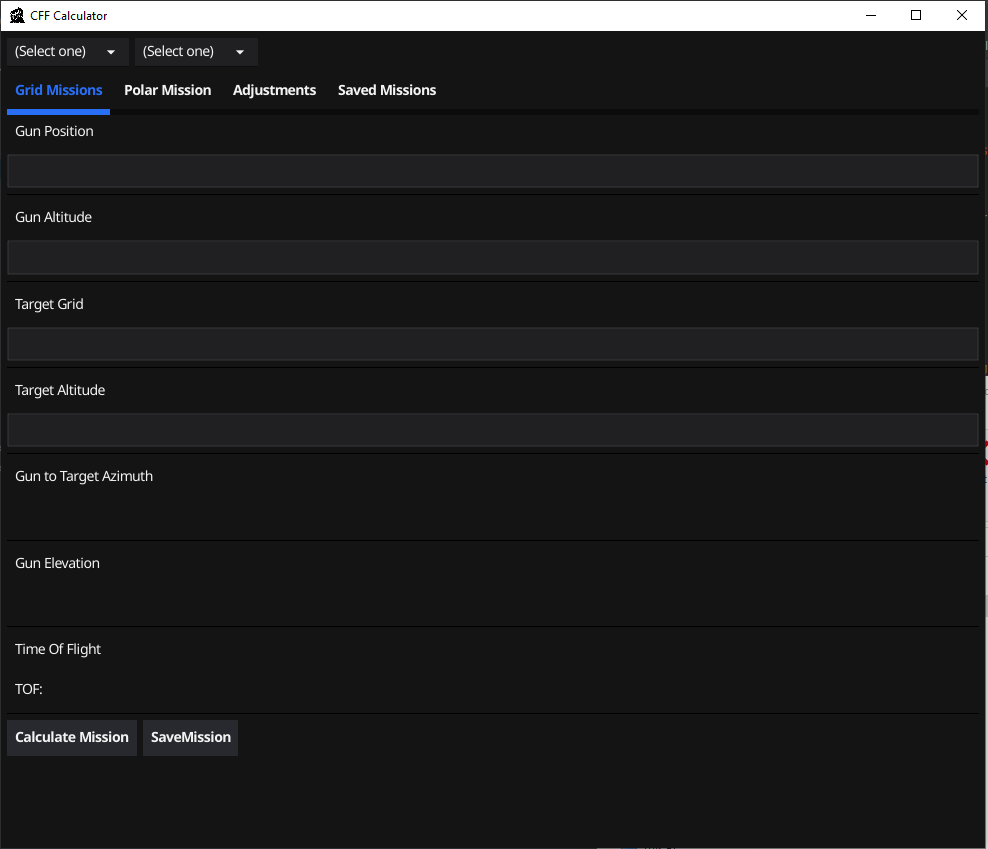 CFF Calculator
(Select one) (Select one)
Grid Missions Polar Mission Adjustments Saved Missions
Gun Position
Gun Altitude
Target Grid
Target Altitude
Gun to Target Azimuth
Gun Elevation
Time Of Flight
TOF:
Calculate Mission SaveMission